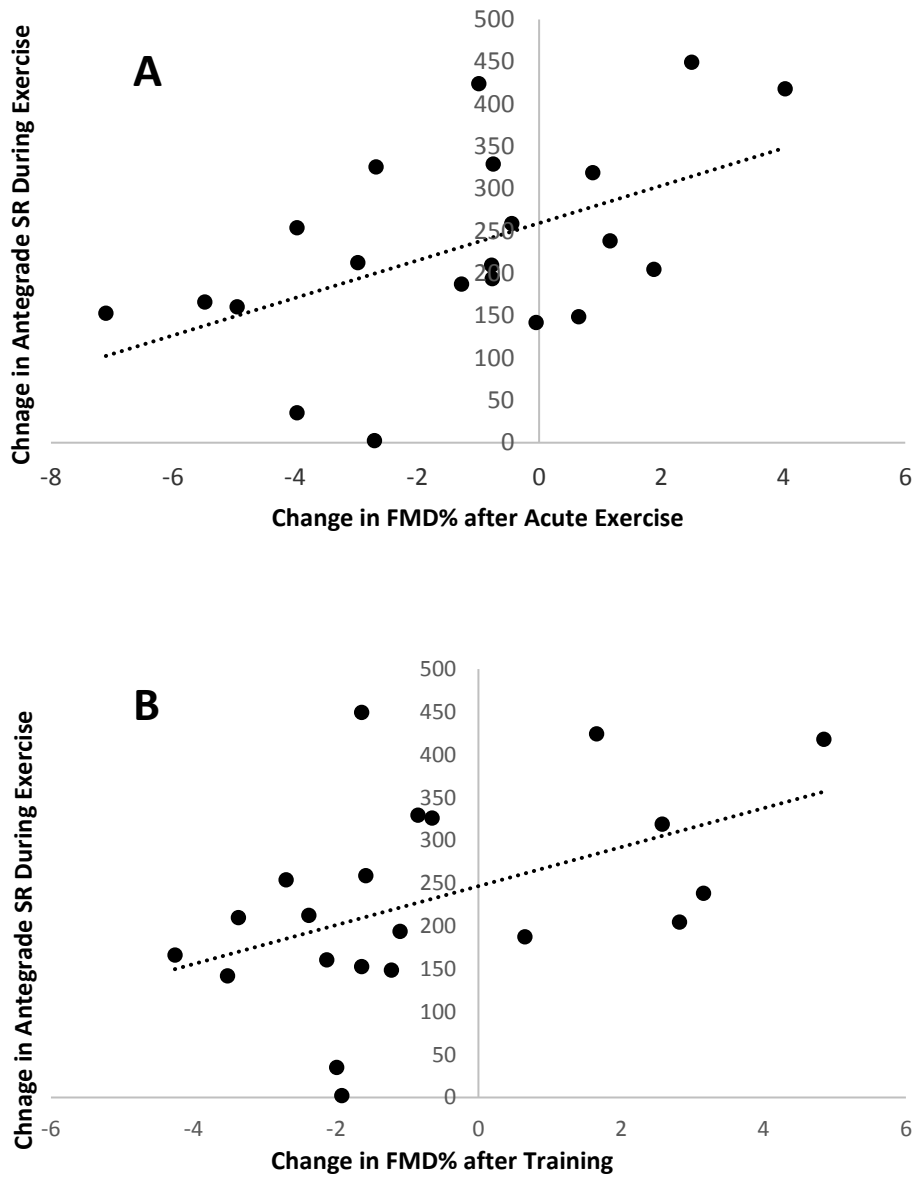 A
Chnage in Antegrade SR During Exercise
500
450
400
350
300
250
200
150
100
50
0
-8 -6 -4 -2 0 2 4 6
Change in FMD% after Acute Exercise
B
Chnage in Antegrade SR During Exercise
500
450
400
350
300
250
200
150
100
50
0
-6 -4 -2 0 2 4 6
Change in FMD% after Training